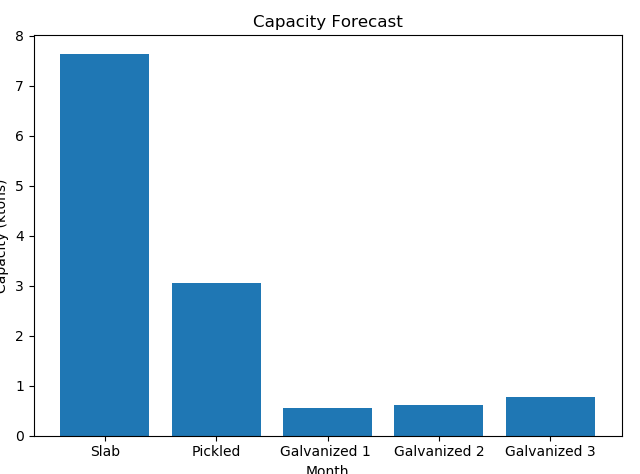 Capacity Forecast
8
7
6
5
4
3
2
1
0
Capacity (ktons)
Slab Pickled Galvanized 1 Galvanized 2 Galvanized 3
Month